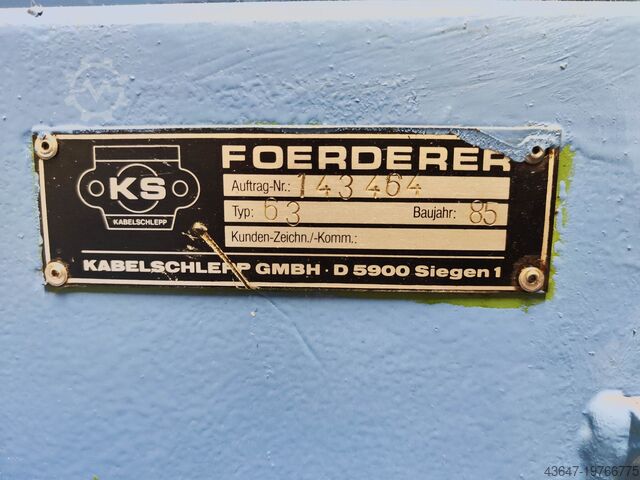 KS
KABELSCHLEPP
FOERDERER
Auftrag-Nr.: 143464
Typ: 63 Baujahr: 85
Kunden-Zeichn./-Komm.:
KABELSCHLEPP GMBH · D 5900 Siegen 1
43647-19766775